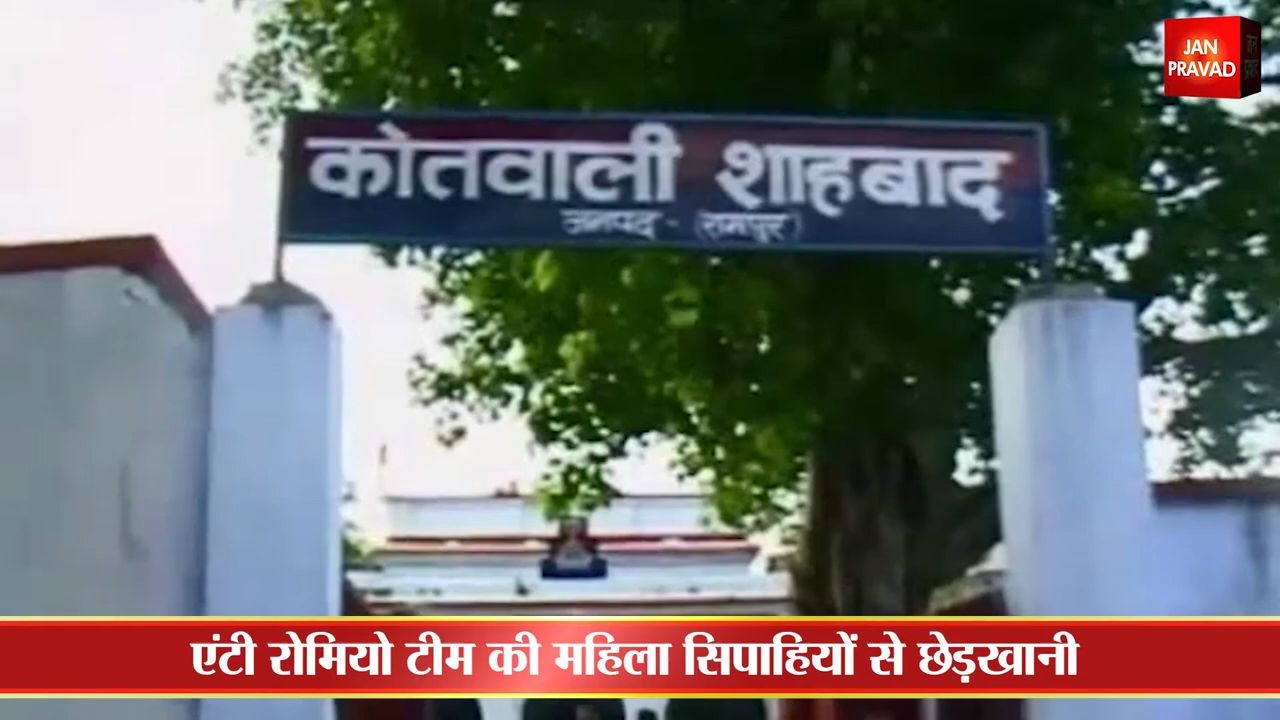 JAN
PRAVAD
कोतवाली शाहबाद
जनपद - (रामपुर)
एंटी रोमियो टीम की महिला सिपाहियों से छेड़खानी